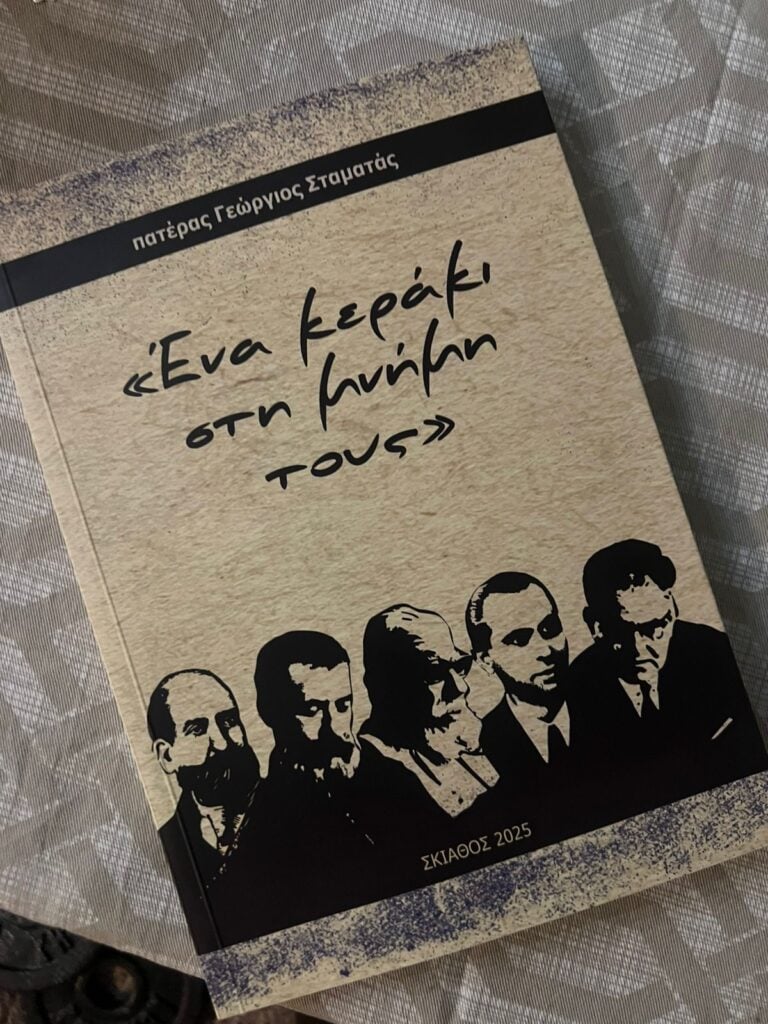 πατέρας Γεώργιος Σταματάς
«Ένα κεράκι
στη μνήμη
τους»
ΣΚΙΑΘΟΣ 2025